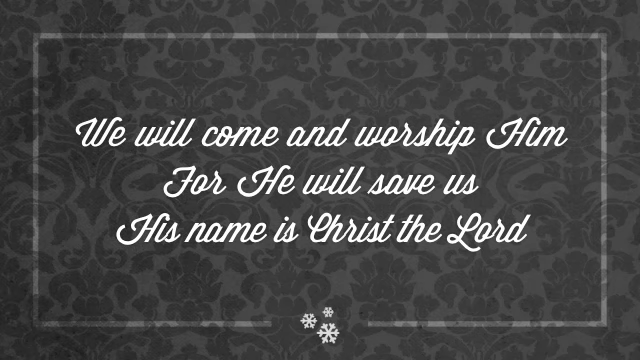 We will come and worship Him
For He will save us
His name is Christ the Lord